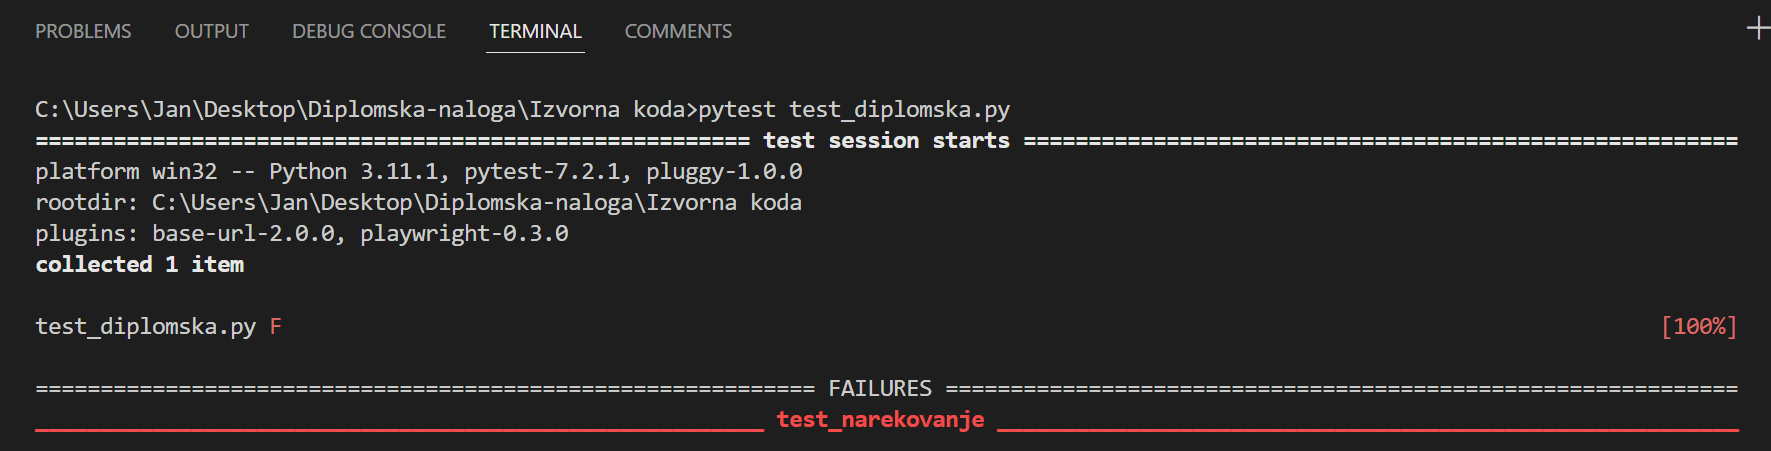 PROBLEMS OUTPUT DEBUG CONSOLE TERMINAL COMMENTS
C:\Users\Jan\Desktop\Diplomska-naloga\Izvorna koda>pytest test_diplomska.py
======================================================= test session starts =======================================================
platform win32 -- Python 3.11.1, pytest-7.2.1, pluggy-1.0.0
rootdir: C:\Users\Jan\Desktop\Diplomska-naloga\Izvorna koda
plugins: base-url-2.0.0, playwright-0.3.0
collected 1 item
test_diplomska.py F [100%]
============================================================ FAILURES =============================================================
________________________________________________________ test_narekovanje _________________________________________________________